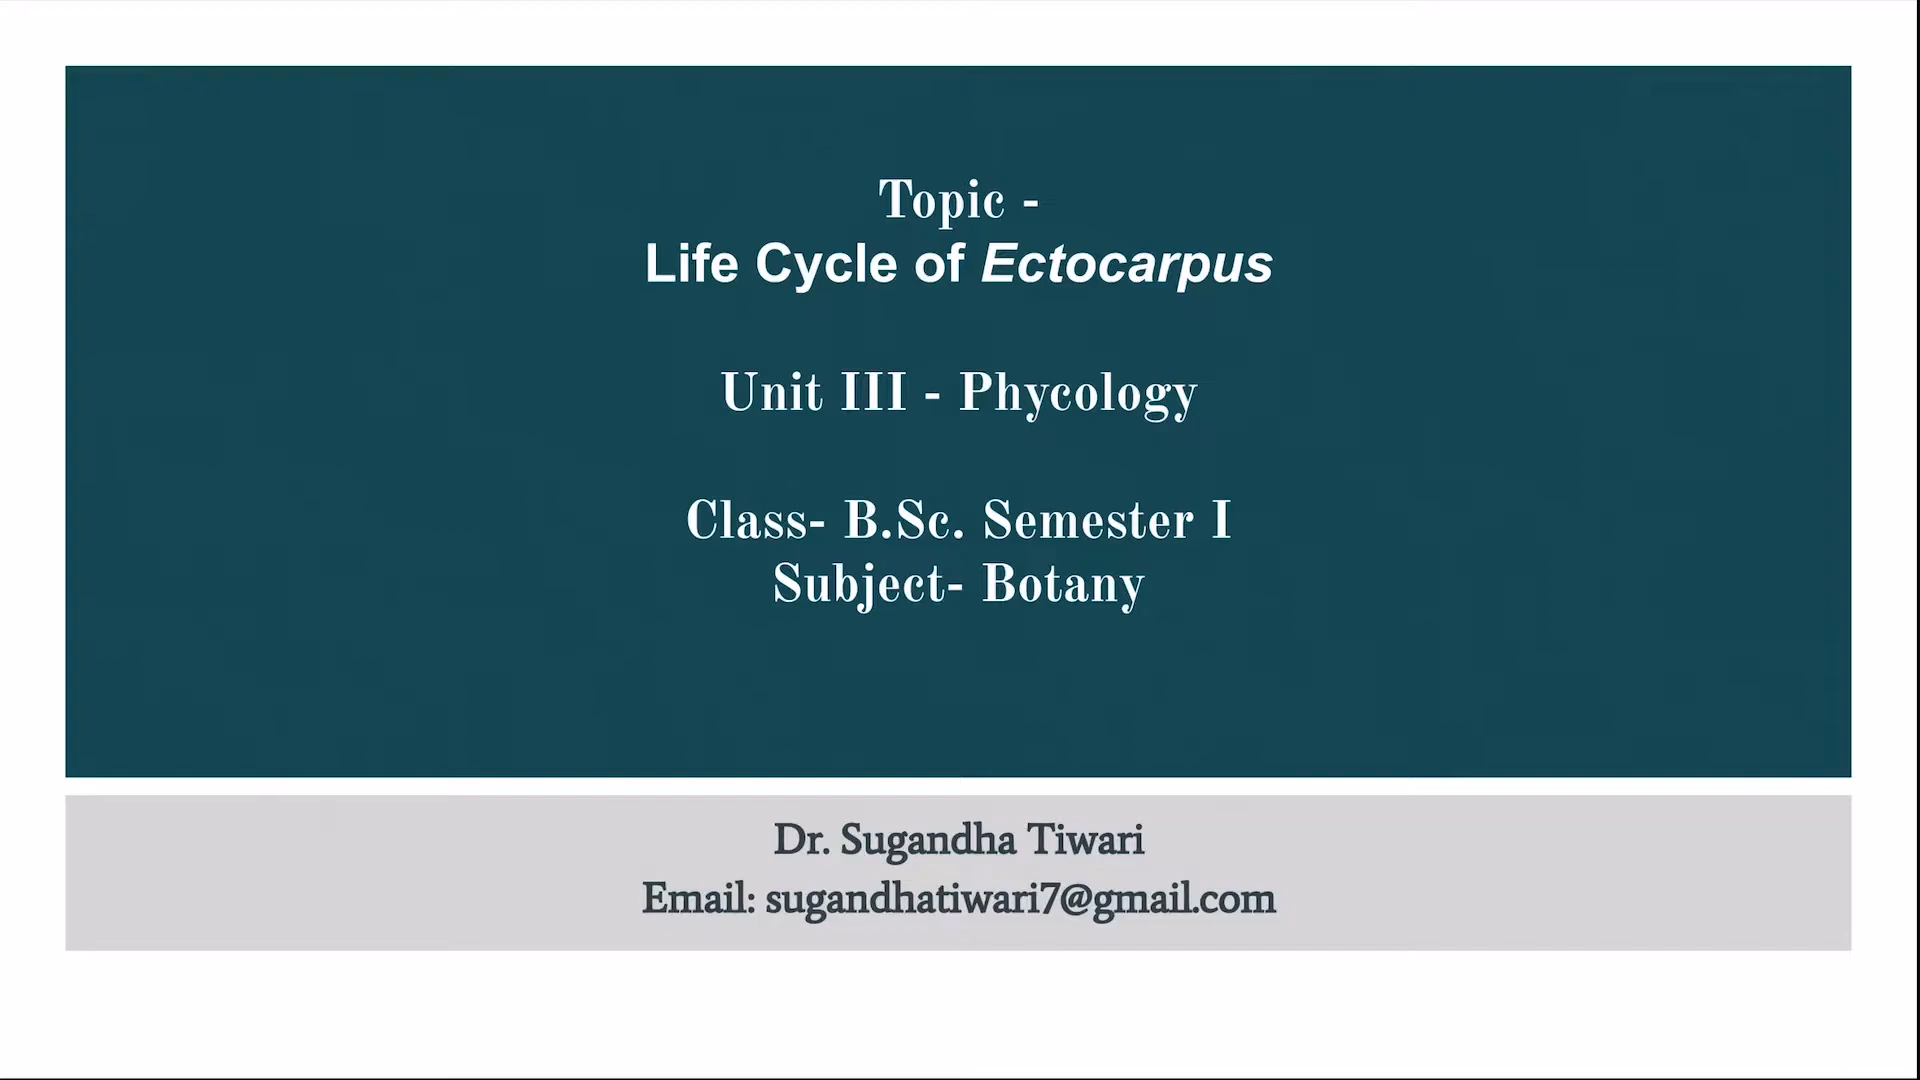 Topic -
Life Cycle of Ectocarpus
Unit III - Phycology
Class- B.Sc. Semester I
Subject- Botany
Dr. Sugandha Tiwari
Email: sugandhatiwari7@gmail.com